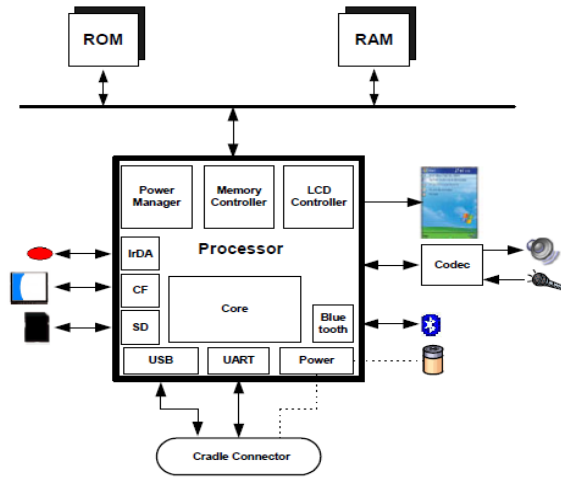 ROM
RAM
Power
Manager
Memory
Controller
LCD
Controller
Processor
IrDA
CF
SD
Core
Blue
tooth
USB
UART
Power
Codec
Cradle Connector